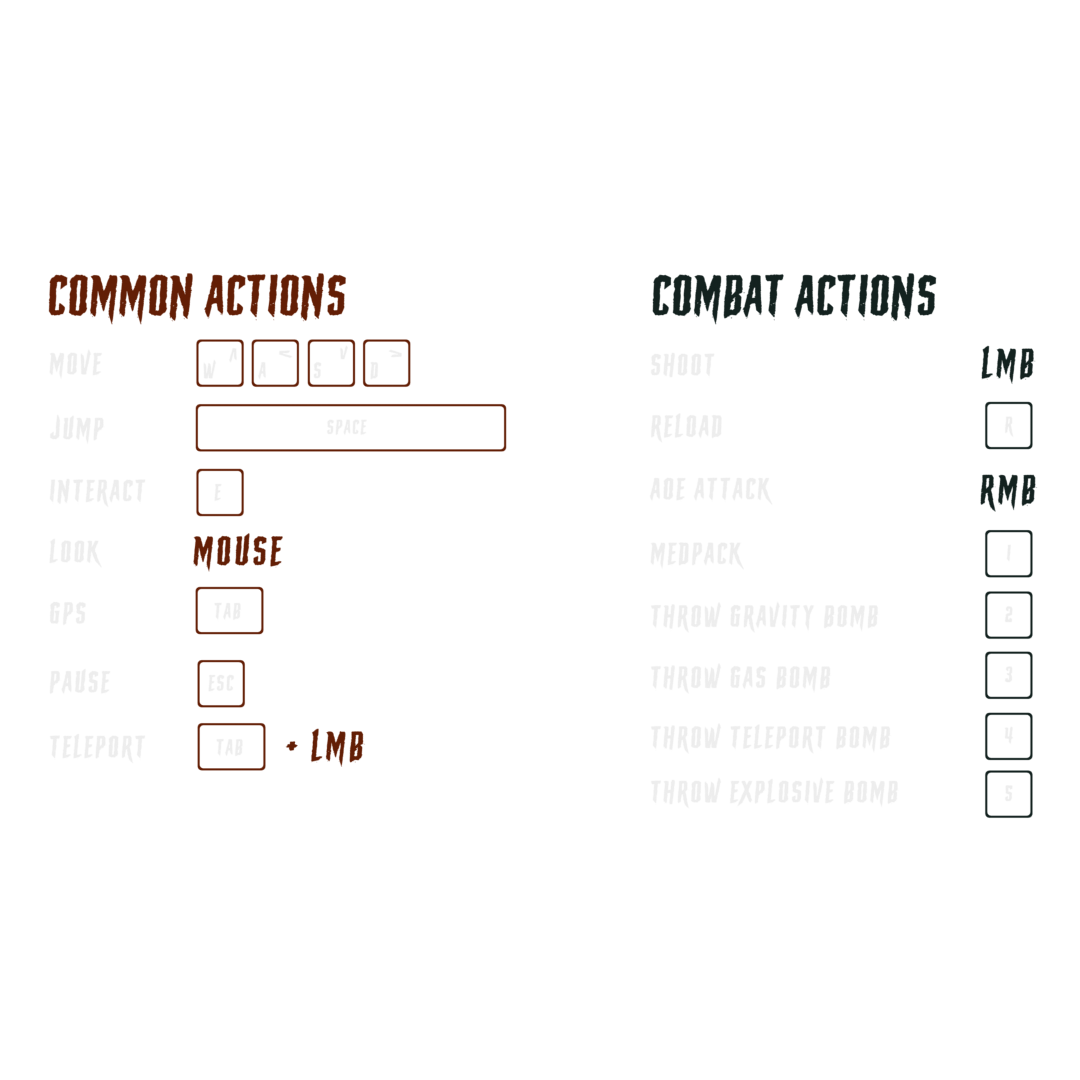 COMMON ACTIONS
MOVE W ^ A < S V D >
JUMP SPACE
INTERACT E
LOOK MOUSE
GPS TAB
PAUSE ESC
TELEPORT TAB + LMB
COMBAT ACTIONS
SHOOT LMB
RELOAD R
AOE ATTACK RMB
MEDPACK 1
THROW GRAVITY BOMB 2
THROW GAS BOMB 3
THROW TELEPORT BOMB 4
THROW EXPLOSIVE BOMB 5